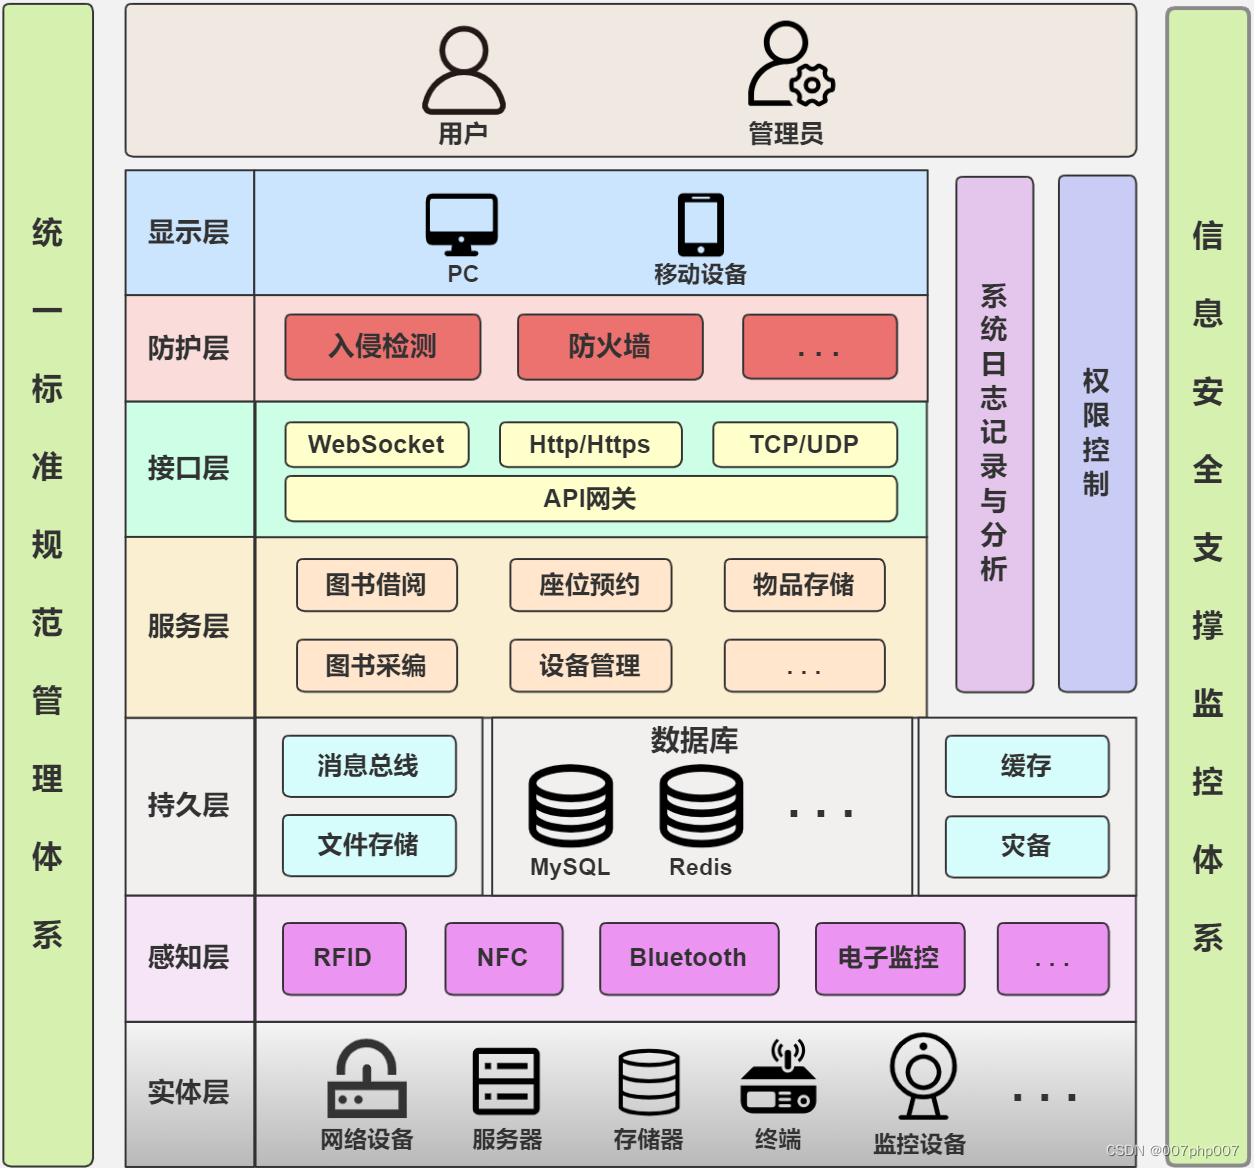 统一标准规范管理体系
用户
管理员
显示层
PC
移动设备
防护层
入侵检测
防火墙
...
接口层
WebSocket
Http/Https
TCP/UDP
API网关
服务层
图书借阅
座位预约
物品存储
图书采编
设备管理
...
系统日志记录与分析
权限控制
持久层
消息总线
文件存储
数据库
MySQL
Redis
...
缓存
灾备
感知层
RFID
NFC
Bluetooth
电子监控
...
实体层
网络设备
服务器
存储器
终端
监控设备
...
信息安全支撑监控体系
CSDN @007php007